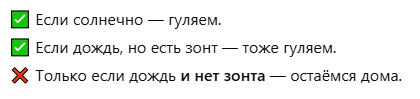 ✅ Если солнечно — гуляем.
✅ Если дождь, но есть зонт — тоже гуляем.
❌ Только если дождь и нет зонта — остаёмся дома.